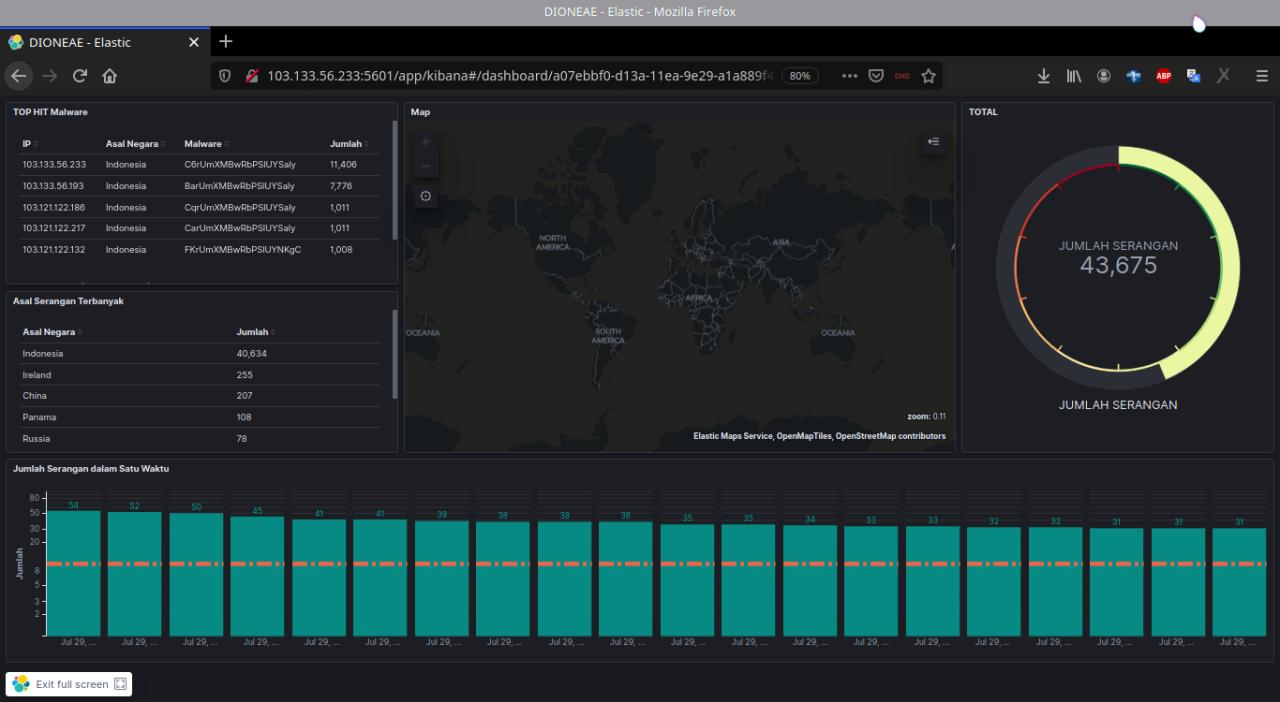 DIONEAE - Elastic - Mozilla Firefox
DIONEAE - Elastic
103.133.56.233:5601/app/kibana#/dashboard/a07ebbf0-d13a-11ea-9e29-a1a889f4
80%
DNS
ABP
TOP HIT Malware
IP Asal Negara Malware Jumlah
103.133.56.233 Indonesia C6rUmXMBwRbPSIUYSaly 11,406
103.133.56.193 Indonesia BarUmXMBwRbPSIUYSaly 7,776
103.121.122.186 Indonesia CqrUmXMBwRbPSIUYSaly 1,011
103.121.122.217 Indonesia CarUmXMBwRbPSIUYSaly 1,011
103.121.122.132 Indonesia FKrUmXMBwRbPSIUYNKgC 1,008
Asal Serangan Terbanyak
Asal Negara Jumlah
Indonesia 40,634
Ireland 255
China 207
Panama 108
Russia 78
Map
NORTH
AMERICA
ASIA
AFRICA
OCEANIA
SOUTH
AMERICA
OCEANIA
A
zoom: 0.11
Elastic Maps Service, OpenMapTiles, OpenStreetMap contributors
TOTAL
JUMLAH SERANGAN
43,675
JUMLAH SERANGAN
Jumlah Serangan dalam Satu Waktu
Jumlah
80
50
30
20
8
5
3
2
54 52 50 45 41 41 39 38 38 38 35 35 34 33 33 32 32 31 31 31
Jul 29, ... Jul 29, ... Jul 29, ... Jul 29, ... Jul 29, ... Jul 29, ... Jul 29, ... Jul 29, ... Jul 29, ... Jul 29, ... Jul 29, ... Jul 29, ... Jul 29, ... Jul 29, ... Jul 29, ... Jul 29, ... Jul 29, ... Jul 29, ... Jul 29, ... Jul 29, ...
Exit full screen